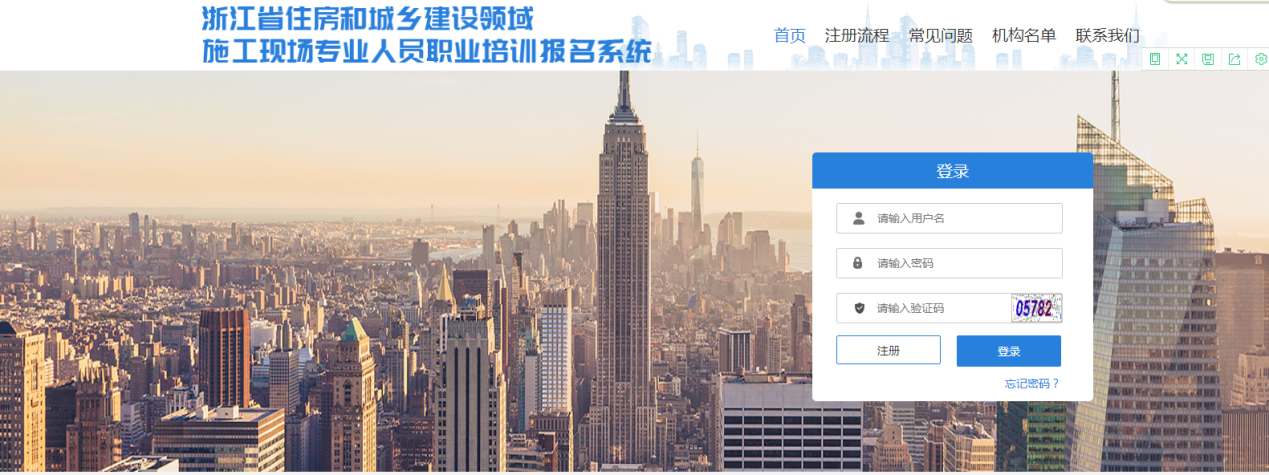 浙江省住房和城乡建设领域
施工现场专业人员职业培训报名系统
首页 注册流程 常见问题 机构名单 联系我们
登录
请输入用户名
请输入密码
请输入验证码 05782
注册 登录
忘记密码？